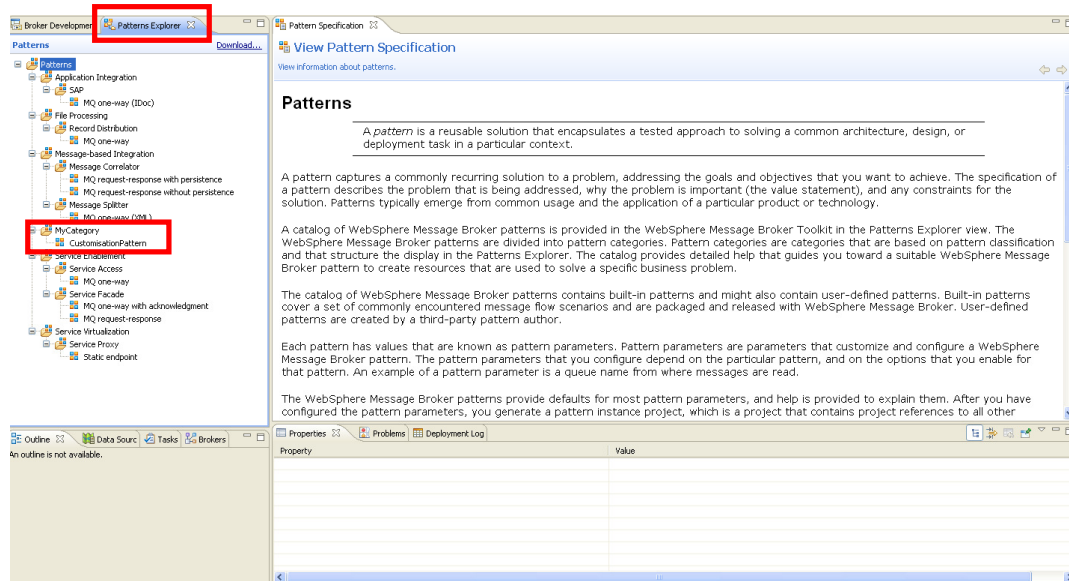 Broker Developmen
Patterns Explorer
Patterns
Download...
Patterns
Application Integration
SAP
MQ one-way (IDoc)
File Processing
Record Distribution
MQ one-way
Message-based Integration
Message Correlator
MQ request-response with persistence
MQ request-response without persistence
Message Splitter
MQ one-way (XML)
MyCategory
CustomisationPattern
Service Enablement
Service Access
MQ one-way
Service Facade
MQ one-way with acknowledgment
MQ request-response
Service Virtualization
Service Proxy
Static endpoint
Pattern Specification
View Pattern Specification
View information about patterns.
Patterns
A pattern is a reusable solution that encapsulates a tested approach to solving a common architecture, design, or
deployment task in a particular context.
A pattern captures a commonly recurring solution to a problem, addressing the goals and objectives that you want to achieve. The specification of
a pattern describes the problem that is being addressed, why the problem is important (the value statement), and any constraints for the
solution. Patterns typically emerge from common usage and the application of a particular product or technology.
A catalog of WebSphere Message Broker patterns is provided in the WebSphere Message Broker Toolkit in the Patterns Explorer view. The
WebSphere Message Broker patterns are divided into pattern categories. Pattern categories are categories that are based on pattern classification
and that structure the display in the Patterns Explorer. The catalog provides detailed help that guides you toward a suitable WebSphere Message
Broker pattern to create resources that are used to solve a specific business problem.
The catalog of WebSphere Message Broker patterns contains built-in patterns and might also contain user-defined patterns. Built-in patterns
cover a set of commonly encountered message flow scenarios and are packaged and released with WebSphere Message Broker. User-defined
patterns are created by a third-party pattern author.
Each pattern has values that are known as pattern parameters. Pattern parameters are parameters that customize and configure a WebSphere
Message Broker pattern. The pattern parameters that you configure depend on the particular pattern, and on the options that you enable for
that pattern. An example of a pattern parameter is a queue name from where messages are read.
The WebSphere Message Broker patterns provide defaults for most pattern parameters, and help is provided to explain them. After you have
configured the pattern parameters, you generate a pattern instance project, which is a project that contains project references to all other
Outline
Data Sourc
Tasks
Brokers
An outline is not available.
Properties
Problems
Deployment Log
Property
Value